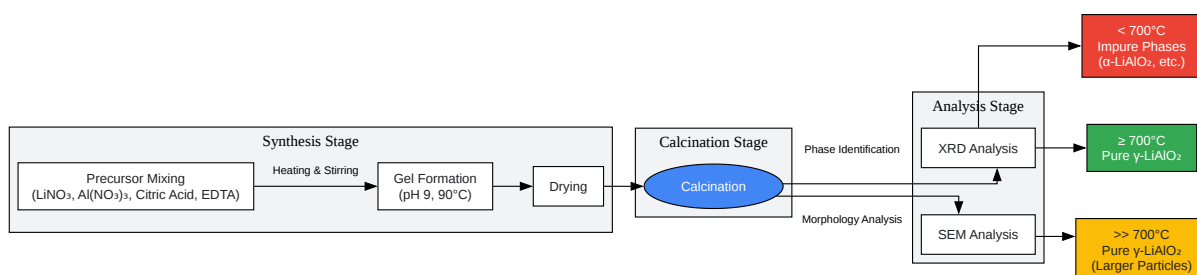 Synthesis Stage
Precursor Mixing
(LiNO₃, Al(NO₃)₃, Citric Acid, EDTA)
Heating & Stirring
Gel Formation
(pH 9, 90°C)
Drying
Calcination Stage
Calcination
Phase Identification
Morphology Analysis
Analysis Stage
XRD Analysis
SEM Analysis
< 700°C
Impure Phases
(α-LiAlO₂, etc.)
≥ 700°C
Pure γ-LiAlO₂
>> 700°C
Pure γ-LiAlO₂
(Larger Particles)